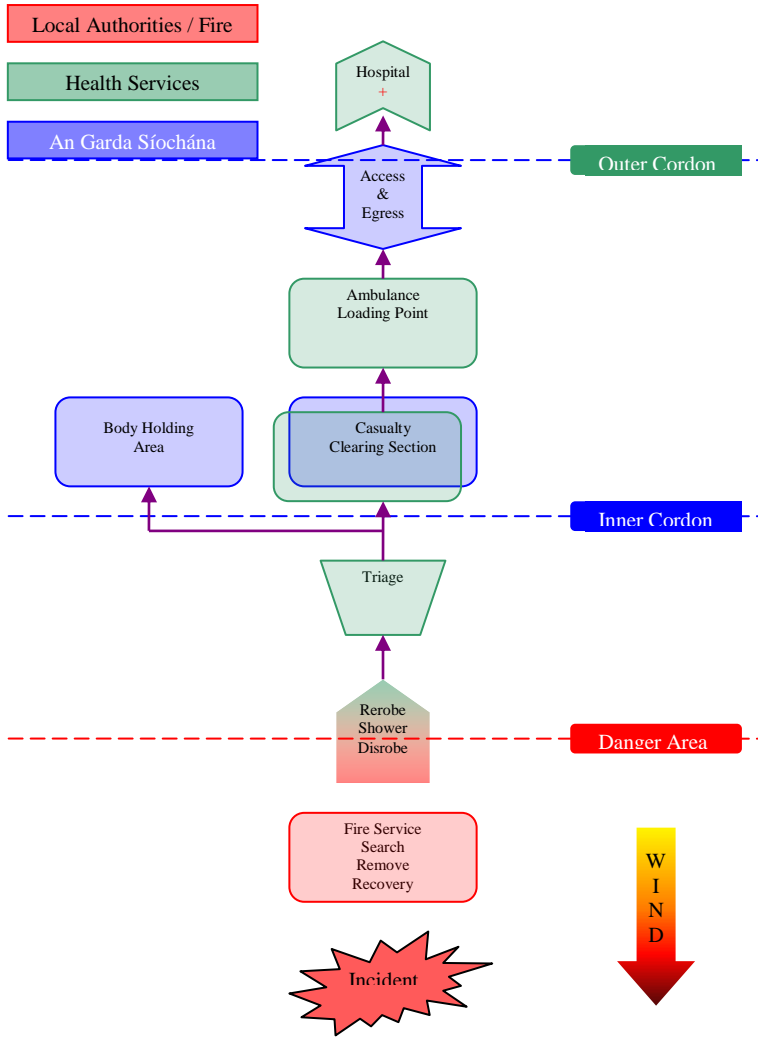 Local Authorities / Fire
Health Services
An Garda Síochána
Hospital
+
Outer Cordon
Access
&
Egress
Ambulance
Loading Point
Body Holding
Area
Casualty
Clearing Section
Inner Cordon
Triage
Rerobe
Shower
Disrobe
Danger Area
Fire Service
Search
Remove
Recovery
W
I
N
D
Incident